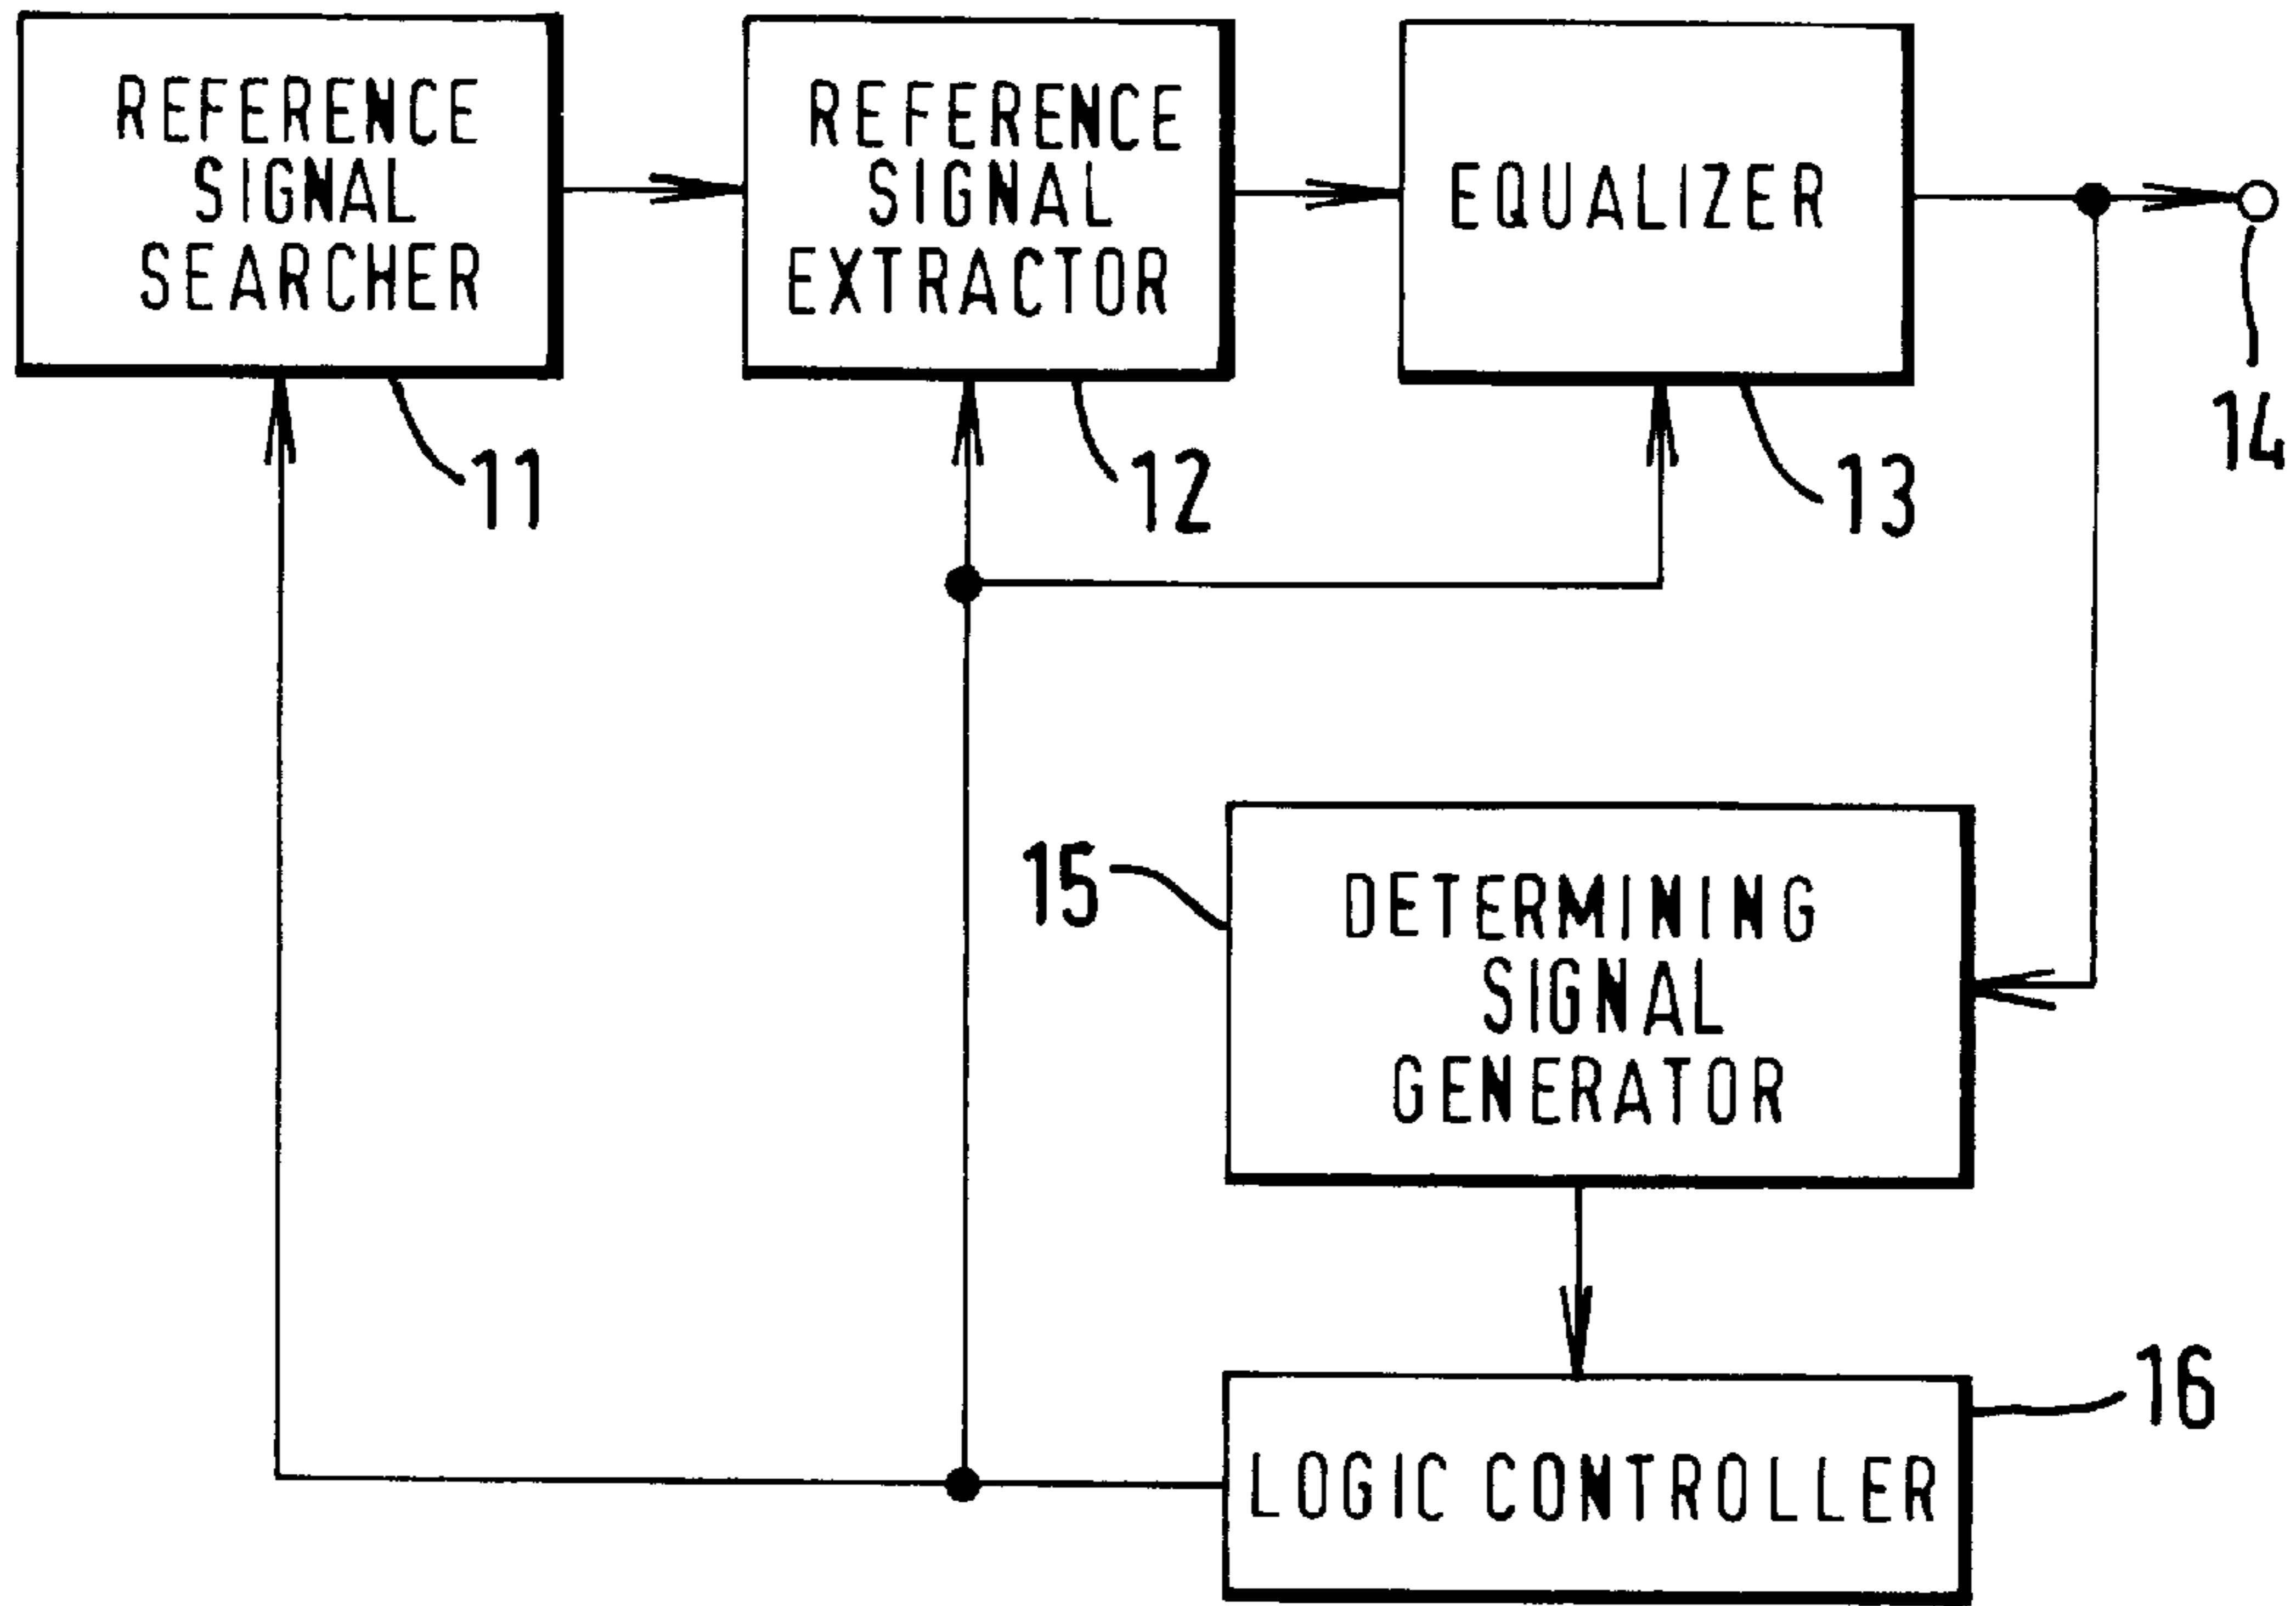 REFERENCE
SIGNAL
SEARCHER
REFERENCE
SIGNAL
EXTRACTOR
EQUALIZER
11
12
13
14
15
DETERMINING
SIGNAL
GENERATOR
16
LOGIC CONTROLLER